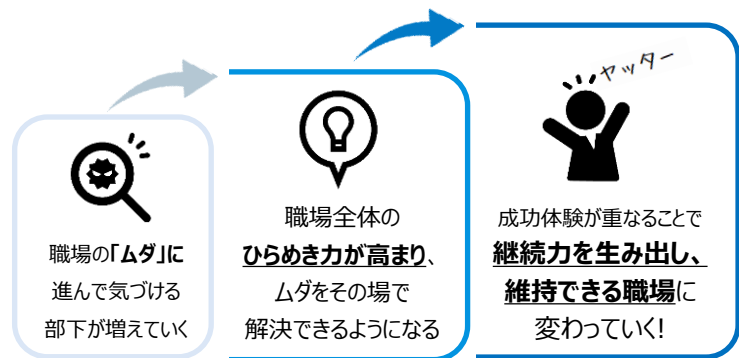 職場の「ムダ」に
進んで気づける
部下が増えていく
職場全体の
ひらめき力が高まり、
ムダをその場で
解決できるようになる
ヤッター
成功体験が重なることで
継続力を生み出し、
維持できる職場に
変わっていく!